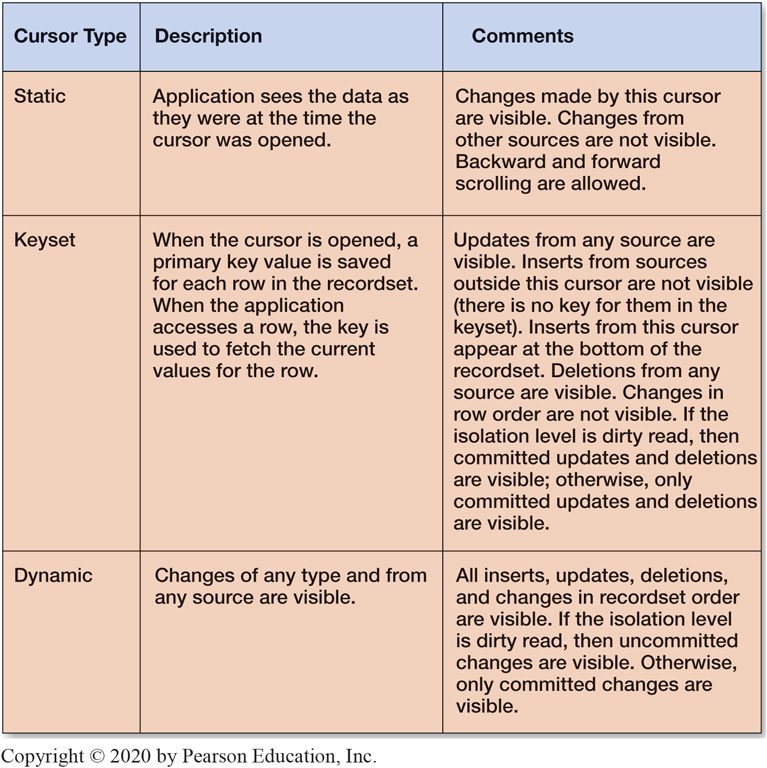 Cursor Type
Description
Comments
Static
Application sees the data as
they were at the time the
cursor was opened.
Changes made by this cursor
are visible. Changes from
other sources are not visible.
Backward and forward
scrolling are allowed.
Keyset
When the cursor is opened, a
primary key value is saved
for each row in the recordset.
When the application
accesses a row, the key is
used to fetch the current
values for the row.
Updates from any source are
visible. Inserts from sources
outside this cursor are not visible
(there is no key for them in the
keyset). Inserts from this cursor
appear at the bottom of the
recordset. Deletions from any
source are visible. Changes in
row order are not visible. If the
isolation level is dirty read, then
committed updates and deletions
are visible; otherwise, only
committed updates and deletions
are visible.
Dynamic
Changes of any type and from
any source are visible.
All inserts, updates, deletions,
and changes in recordset order
are visible. If the isolation level
is dirty read, then uncommitted
changes are visible. Otherwise,
only committed changes are
visible.
Copyright © 2020 by Pearson Education, Inc.